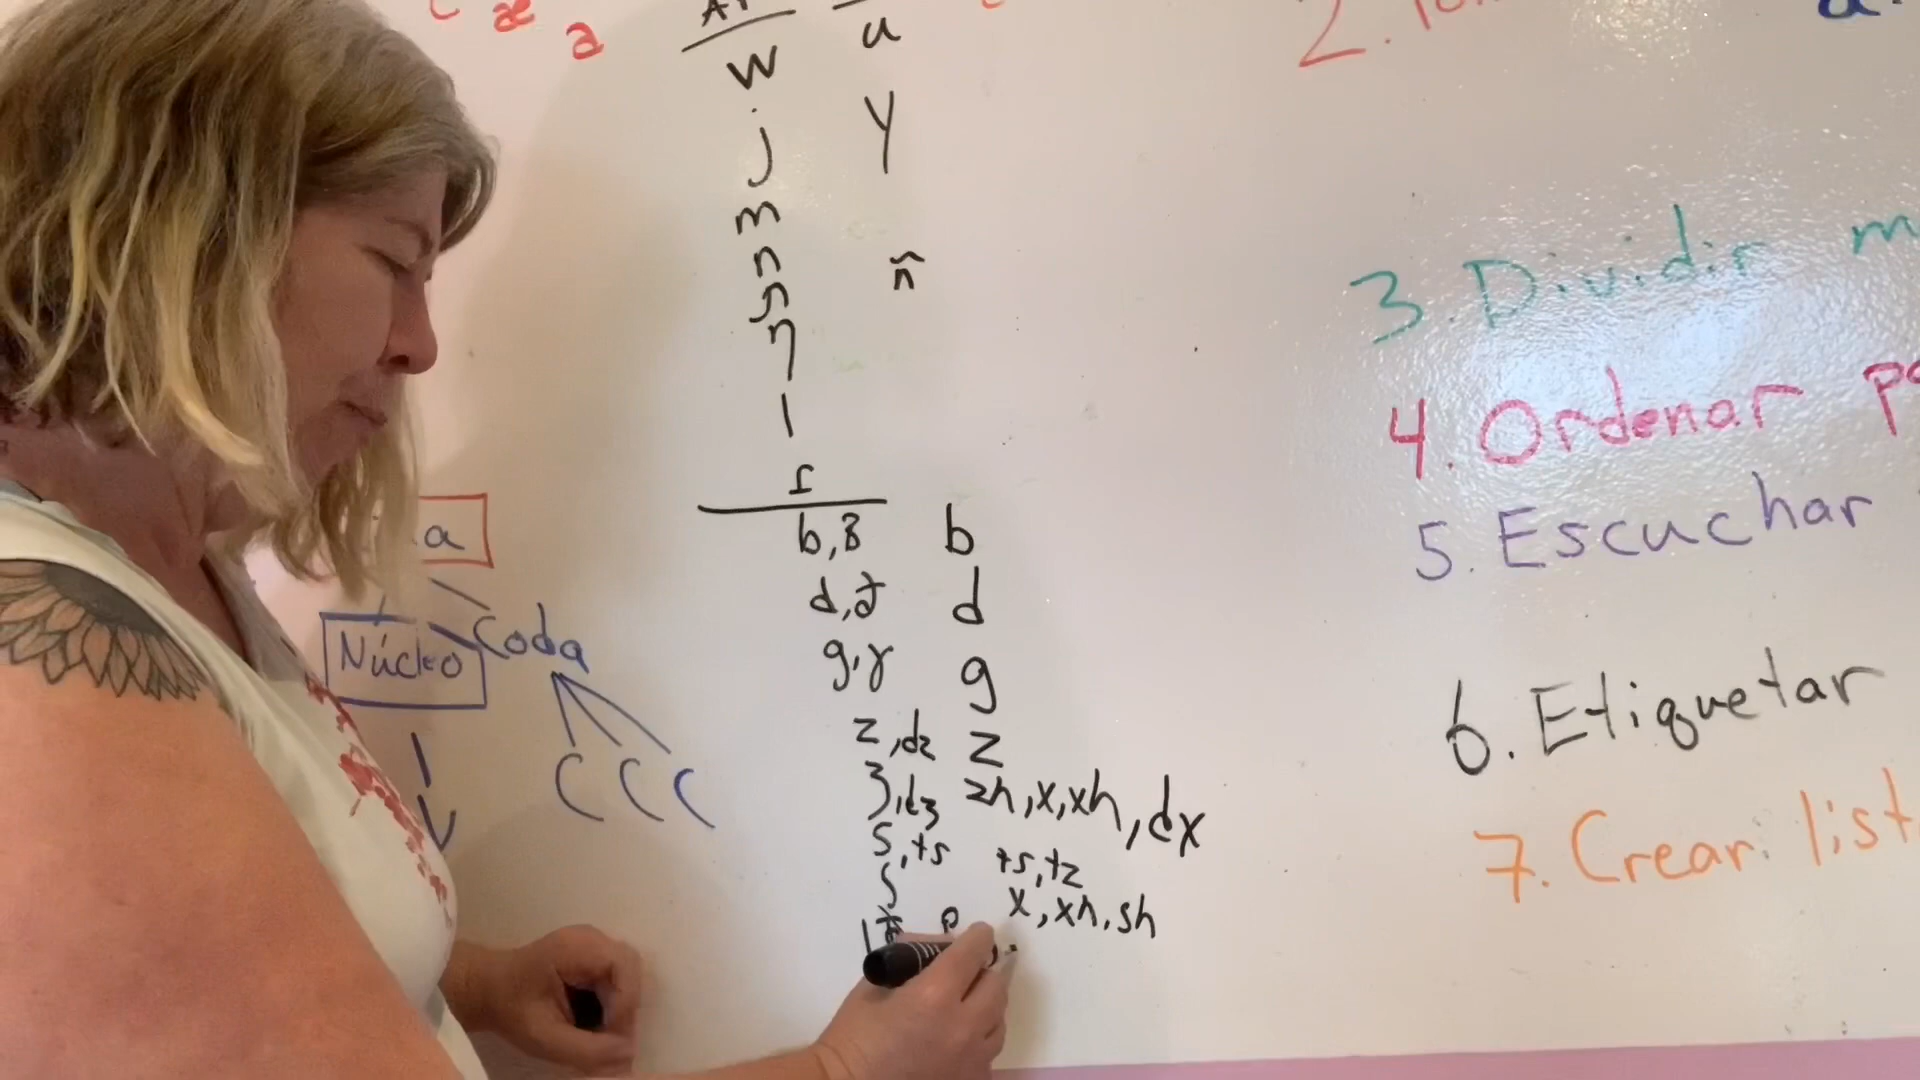 æ
a
w u
j y
m
n
ɲ ñ
ŋ
l
ɾ
b, β b
d, ð d
g, ɣ g
z, dz z
ʒ, dʒ zh, x, xh, dx
s, ts ts, tz
ʃ x, xh, sh
a
Núcleo
Coda
C C C
V
2.
3. Dividir
4. Ordenar
5. Escuchar
6. Etiquetar
7. Crear list